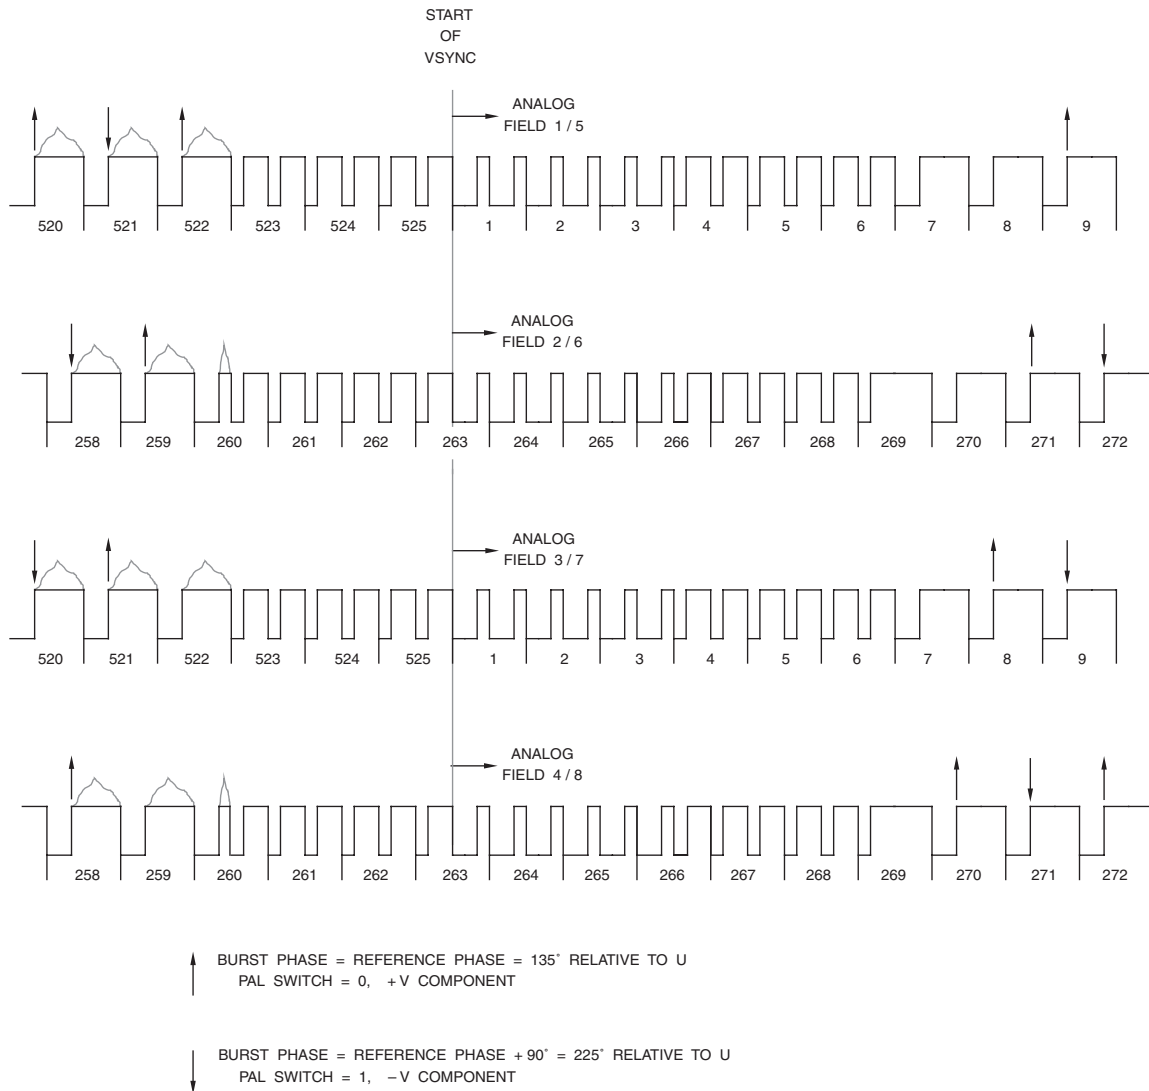 START
OF
VSYNC
ANALOG
FIELD 1 / 5
520 521 522 523 524 525 1 2 3 4 5 6 7 8 9
ANALOG
FIELD 2 / 6
258 259 260 261 262 263 264 265 266 267 268 269 270 271 272
ANALOG
FIELD 3 / 7
520 521 522 523 524 525 1 2 3 4 5 6 7 8 9
ANALOG
FIELD 4 / 8
258 259 260 261 262 263 264 265 266 267 268 269 270 271 272
BURST PHASE = REFERENCE PHASE = 135° RELATIVE TO U
PAL SWITCH = 0, + V COMPONENT
BURST PHASE = REFERENCE PHASE + 90° = 225° RELATIVE TO U
PAL SWITCH = 1, – V COMPONENT